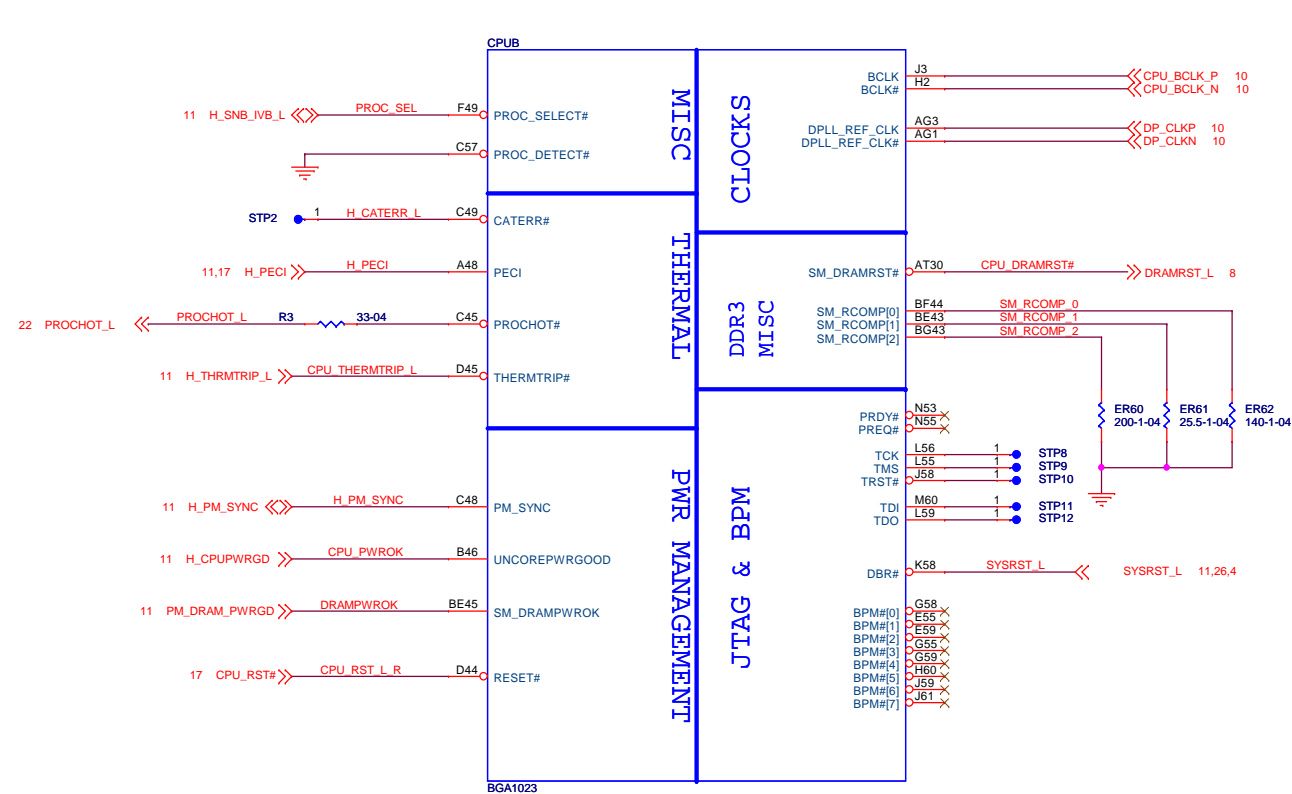 CPUB
MISC
CLOCKS
THERMAL
DDR3
MISC
PWR MANAGEMENT
JTAG & BPM
11 H_SNB_IVB_L PROC_SEL F49 PROC_SELECT#
C57 PROC_DETECT#
STP2 1 H_CATERR_L C49 CATERR#
11,17 H_PECI H_PECI A48 PECI
22 PROCHOT_L PROCHOT_L R3 33-04 C45 PROCHOT#
11 H_THRMTRIP_L CPU_THERMTRIP_L D45 THERMTRIP#
11 H_PM_SYNC H_PM_SYNC C48 PM_SYNC
11 H_CPUPWRGD CPU_PWROK B46 UNCOREPWRGOOD
11 PM_DRAM_PWRGD DRAMPWROK BE45 SM_DRAMPWROK
17 CPU_RST# CPU_RST_L_R D44 RESET#
BCLK J3 CPU_BCLK_P 10
BCLK# H2 CPU_BCLK_N 10
DPLL_REF_CLK AG3 DP_CLKP 10
DPLL_REF_CLK# AG1 DP_CLKN 10
SM_DRAMRST# AT30 CPU_DRAMRST# DRAMRST_L 8
SM_RCOMP[0] BF44 SM_RCOMP_0
SM_RCOMP[1] BE43 SM_RCOMP_1
SM_RCOMP[2] BG43 SM_RCOMP_2
ER60 ER61 ER62
200-1-04 25.5-1-04 140-1-04
PRDY# N53
PREQ# N55
TCK L56 1 STP8
TMS L55 1 STP9
TRST# J58 1 STP10
TDI M60 1 STP11
TDO L59 1 STP12
DBR# K58 SYSRST_L SYSRST_L 11,26,4
BPM#[0] G58
BPM#[1] E55
BPM#[2] E59
BPM#[3] G55
BPM#[4] G59
BPM#[5] H60
BPM#[6] J59
BPM#[7] J61
BGA1023